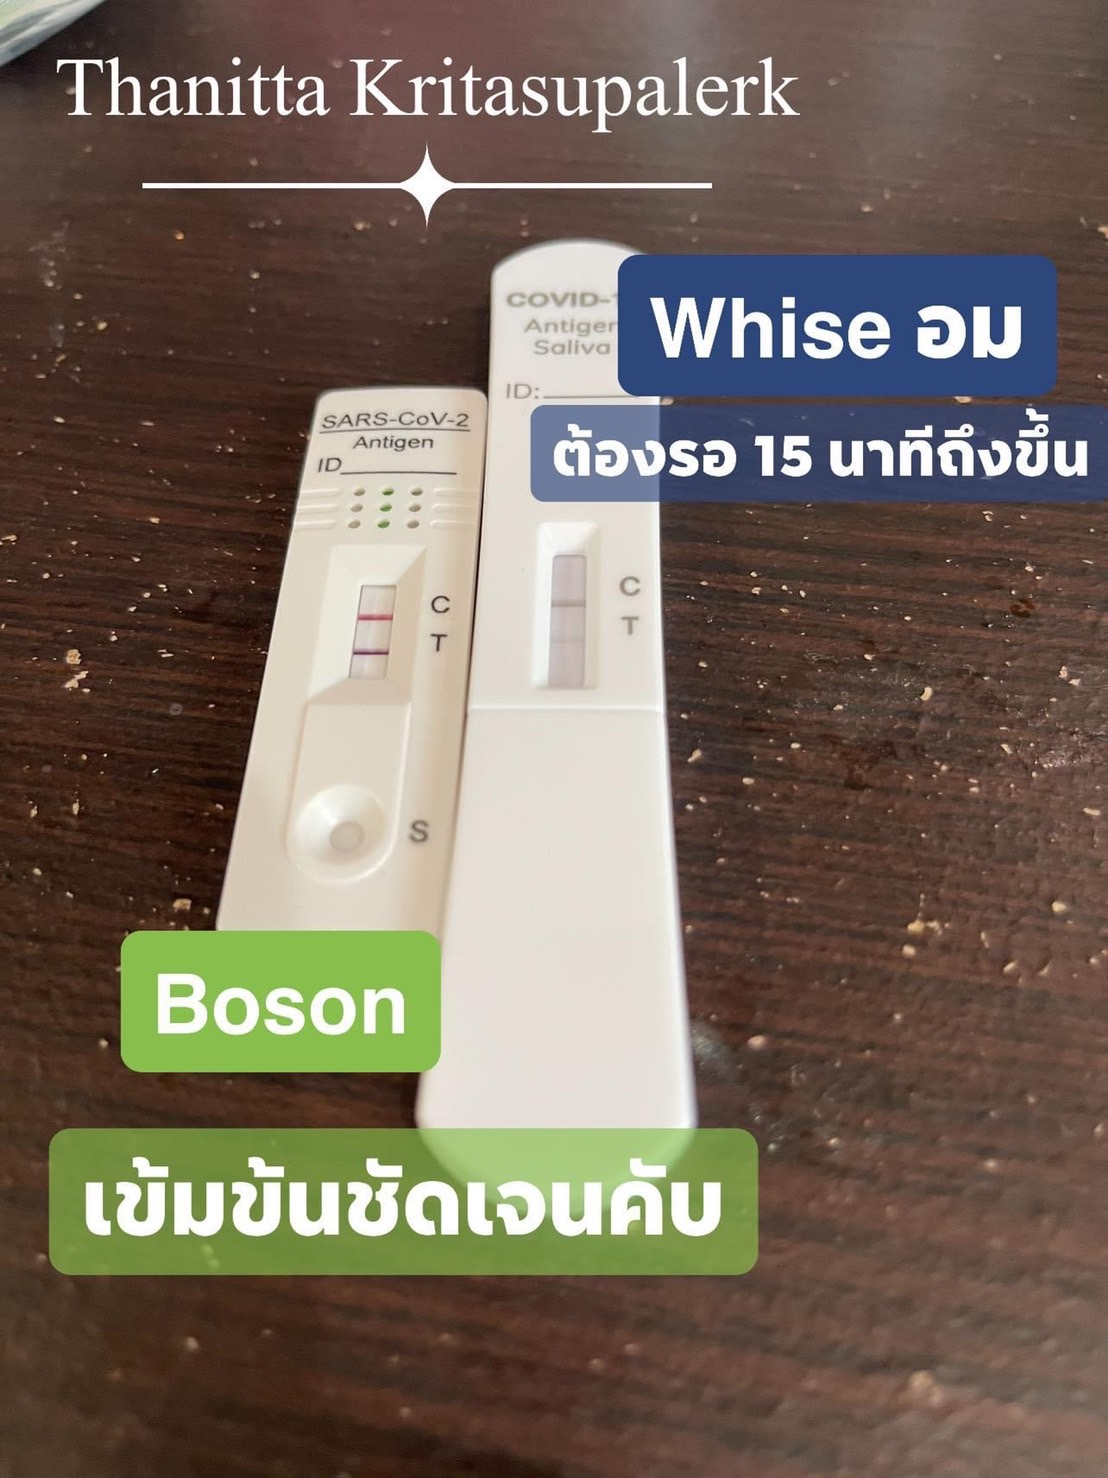 Thanitta Kritasupalerk
COVID-1
Antigen
Saliva
ID:
Whise อม
ต้องรอ 15 นาทีถึงขึ้น
SARS-CoV-2
Antigen
ID
C
T
C
T
S
Boson
เข้มข้นชัดเจนคับ